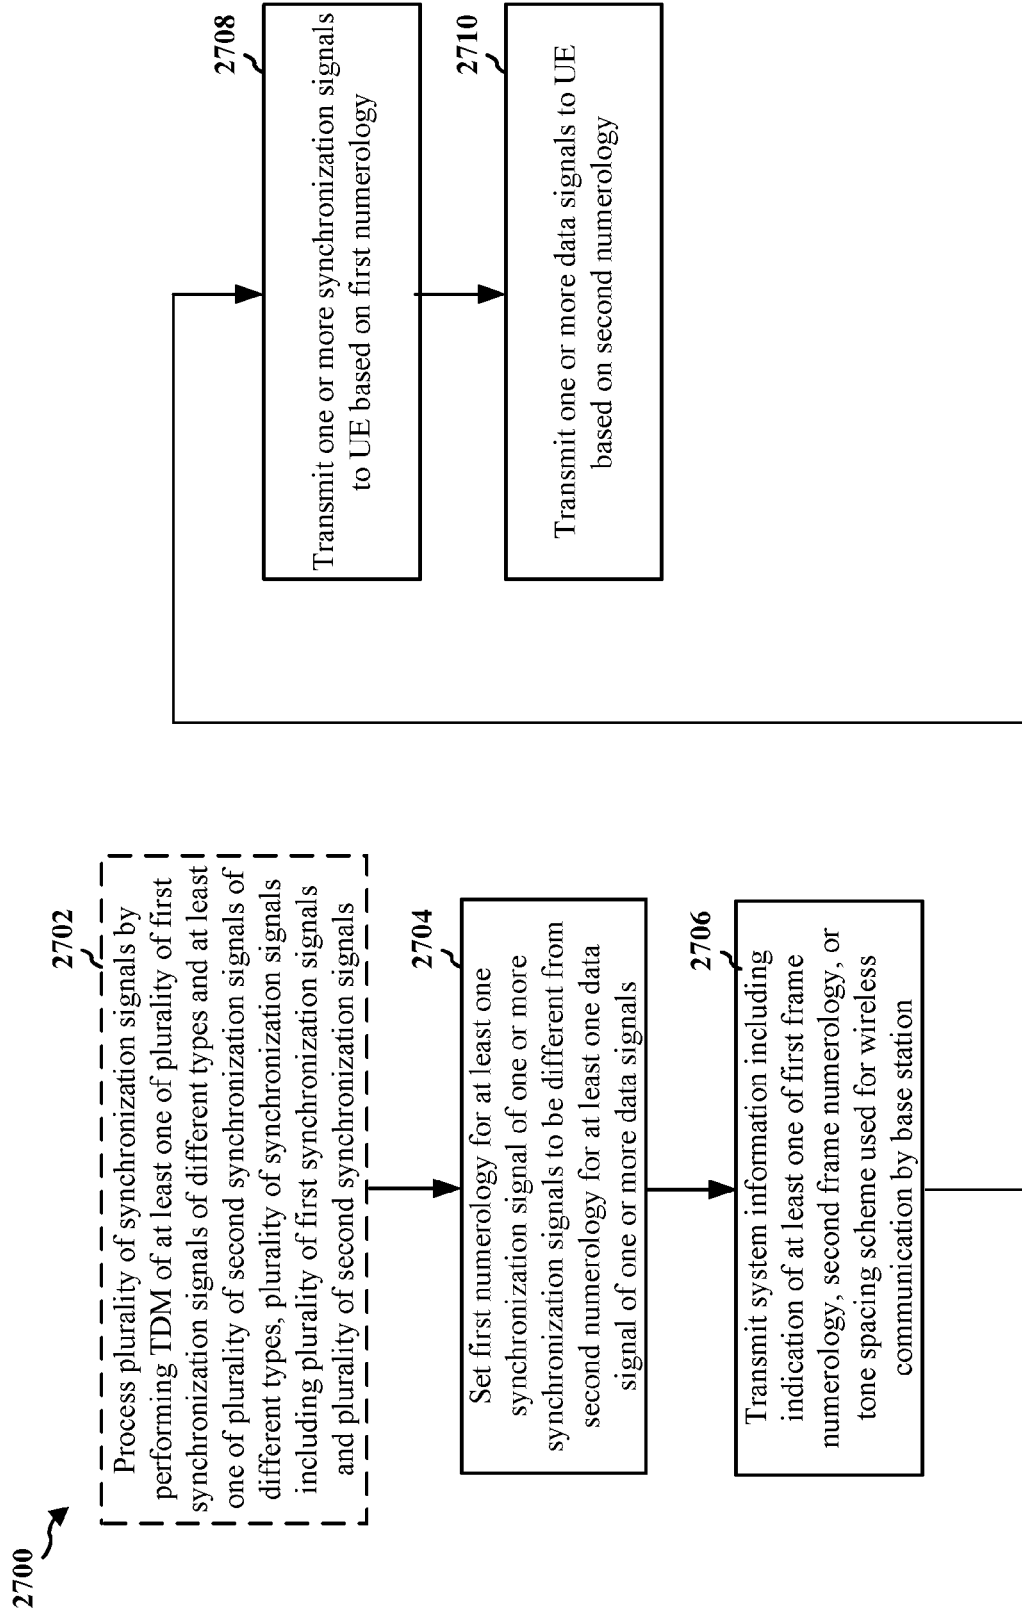 2700
2702
Process plurality of synchronization signals by
performing TDM of at least one of plurality of first
synchronization signals of different types and at least
one of plurality of second synchronization signals of
different types, plurality of synchronization signals
including plurality of first synchronization signals
and plurality of second synchronization signals
2704
Set first numerology for at least one
synchronization signal of one or more
synchronization signals to be different from
second numerology for at least one data
signal of one or more data signals
2706
Transmit system information including
indication of at least one of first frame
numerology, second frame numerology, or
tone spacing scheme used for wireless
communication by base station
2708
Transmit one or more synchronization signals
to UE based on first numerology
2710
Transmit one or more data signals to UE
based on second numerology